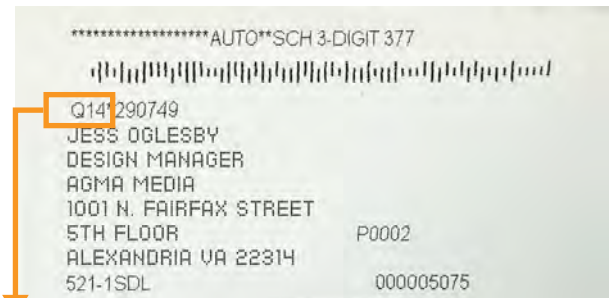 *******************AUTO**SCH 3-DIGIT 377
Q14*290749
JESS OGLESBY
DESIGN MANAGER
AGMA MEDIA
1001 N. FAIRFAX STREET
5TH FLOOR P0002
ALEXANDRIA VA 22314
521-1SDL 000005075